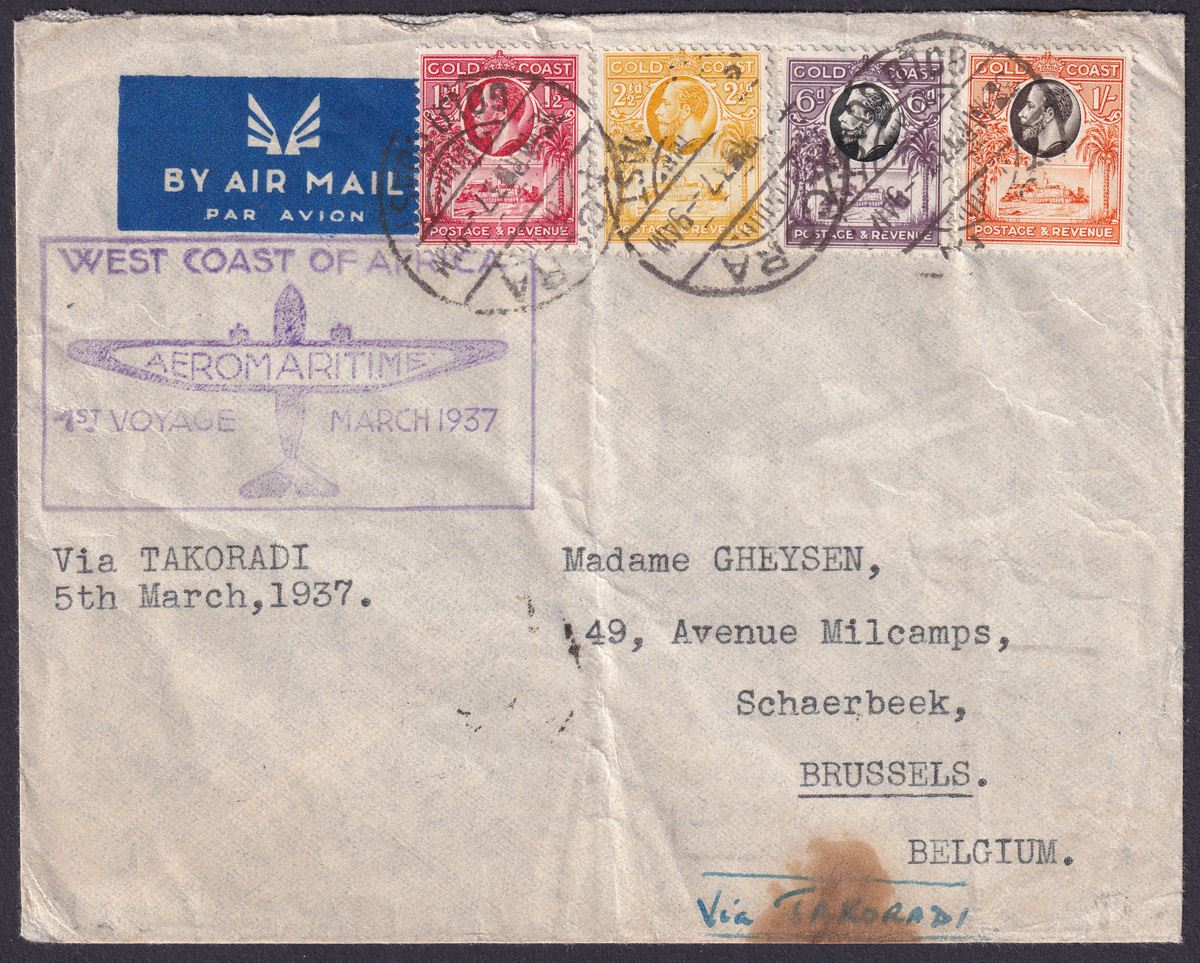 GOLD COAST
1½d 1½d
POSTAGE & REVENUE
GOLD COAST
2½d 2½d
POSTAGE & REVENUE
GOLD COAST
6d 6d
POSTAGE & REVENUE
GOLD COAST
1/- 1/-
POSTAGE & REVENUE
ACCRA
BY AIR MAIL
PAR AVION
WEST COAST OF AFRICA
AEROMARITIME
1ST VOYAGE MARCH 1937
Via TAKORADI
5th March,1937.
Madame GHEYSEN,
49, Avenue Milcamps,
Schaerbeek,
BRUSSELS.
BELGIUM.
Via TAKORADI